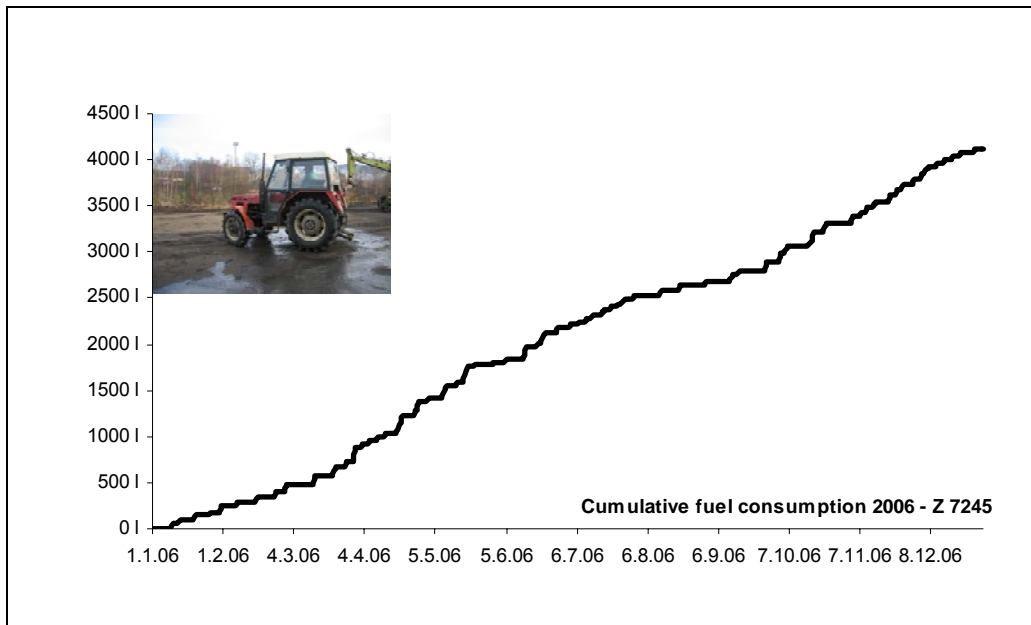 4500 l
4000 l
3500 l
3000 l
2500 l
2000 l
1500 l
1000 l
500 l
0 l
Cumulative fuel consumption 2006 - Z 7245
1.1.06 1.2.06 4.3.06 4.4.06 5.5.06 5.6.06 6.7.06 6.8.06 6.9.06 7.10.06 7.11.06 8.12.06